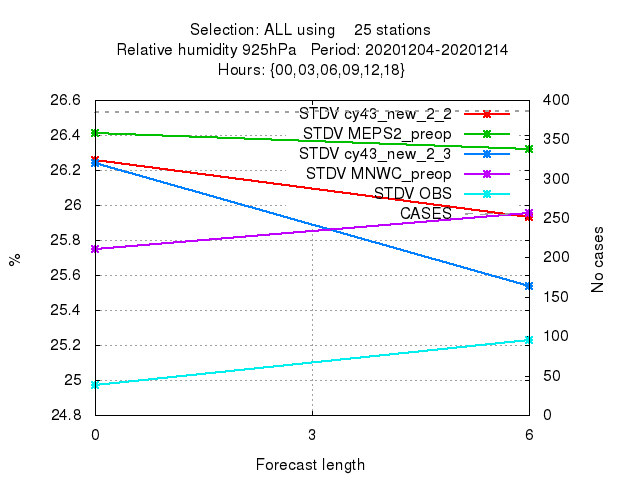 Selection: ALL using    25 stations
Relative humidity 925hPa   Period: 20201204-20201214
Hours: {00,03,06,09,12,18}
26.6 400
STDV cy43_new_2_2
26.4 STDV MEPS2_preop 350
26.2 STDV cy43_new_2_3
STDV MNWC_preop 300
26 STDV OBS
CASES 250
25.8
% 25.6 200 No cases
25.4 150
25.2 100
25 50
24.8 0
0 3 6
Forecast length